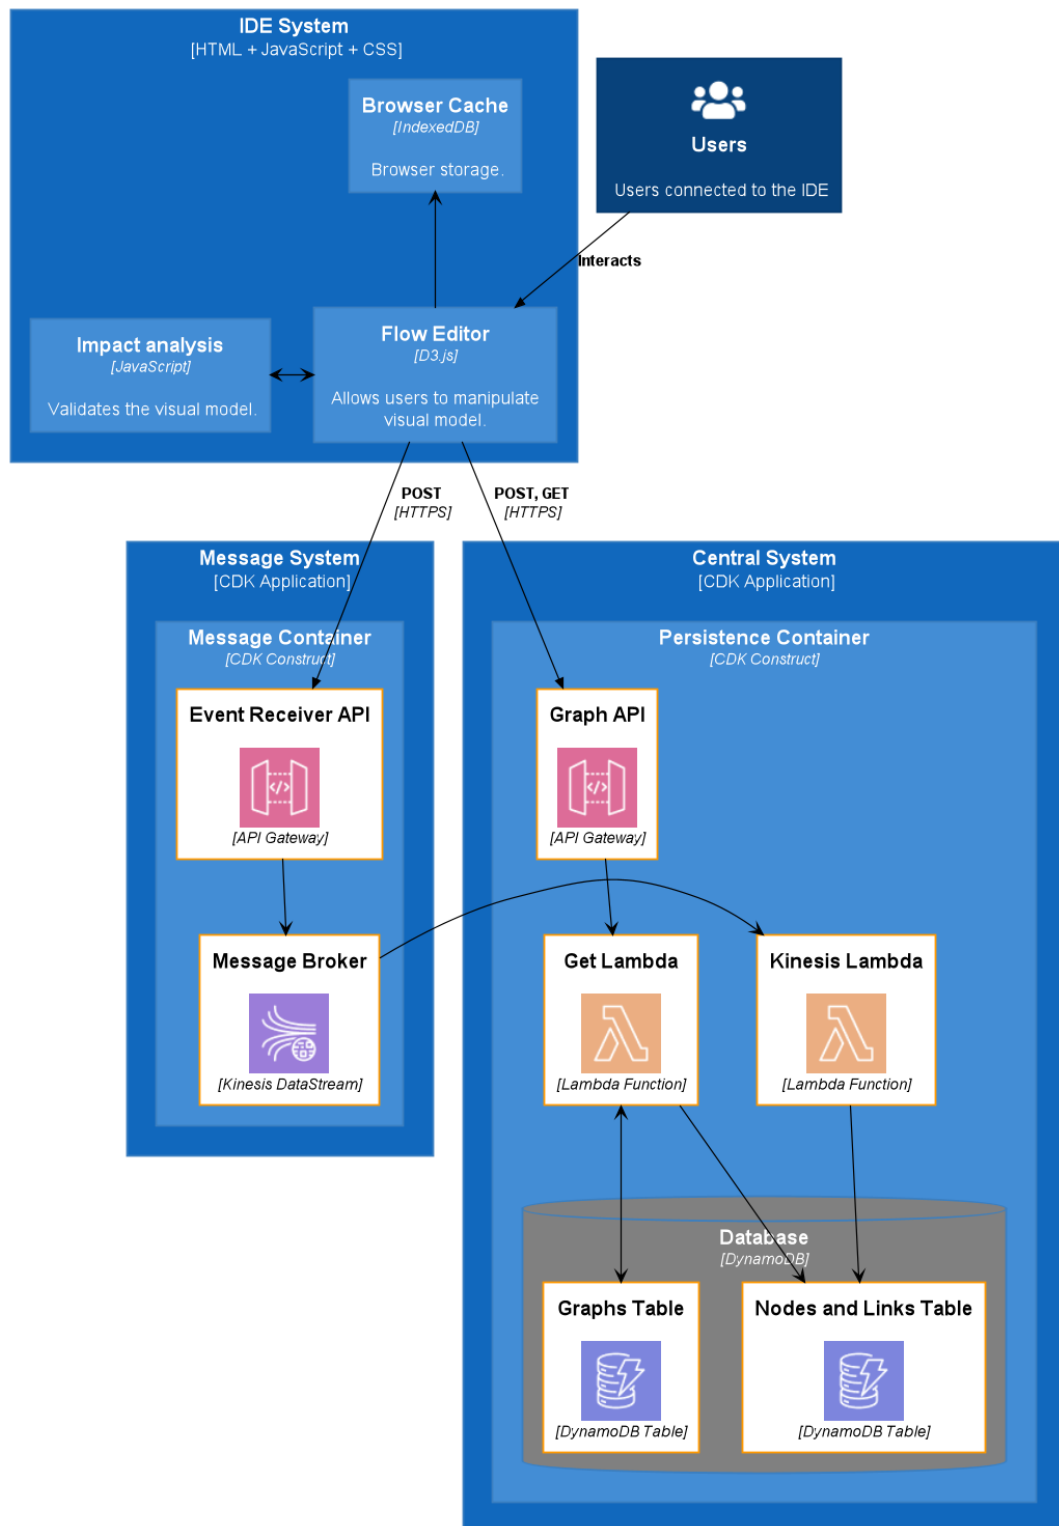 IDE System
[HTML + JavaScript + CSS]
Browser Cache
[IndexedDB]
Browser storage.
Users
Users connected to the IDE
Interacts
Impact analysis
[JavaScript]
Validates the visual model.
Flow Editor
[D3.js]
Allows users to manipulate
visual model.
POST
[HTTPS]
POST, GET
[HTTPS]
Message System
[CDK Application]
Message Container
[CDK Construct]
Event Receiver API
</>
[API Gateway]
Message Broker
[Kinesis DataStream]
Central System
[CDK Application]
Persistence Container
[CDK Construct]
Graph API
</>
[API Gateway]
Get Lambda
[Lambda Function]
Kinesis Lambda
[Lambda Function]
Database
[DynamoDB]
Graphs Table
[DynamoDB Table]
Nodes and Links Table
[DynamoDB Table]